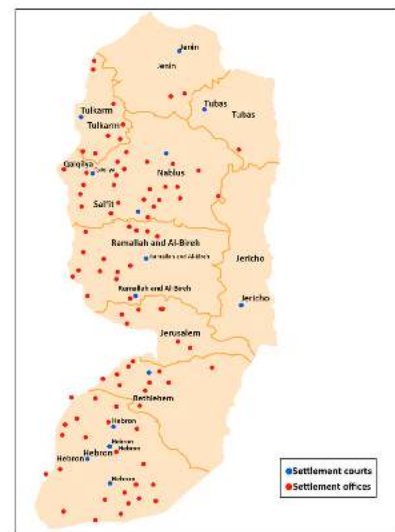 Jenin
Jenin
Tulkarm
Tubas
Tubas
Tulkarm
Qalqilya
Nablus
Salfit
Ramallah and Al-Bireh
Ramallah and Al-Bireh
Jericho
Ramallah and Al-Bireh
Jericho
Jerusalem
Bethlehem
Hebron
Hebron
Hebron
Hebron
Hebron
Hebron
Settlement courts
Settlement offices